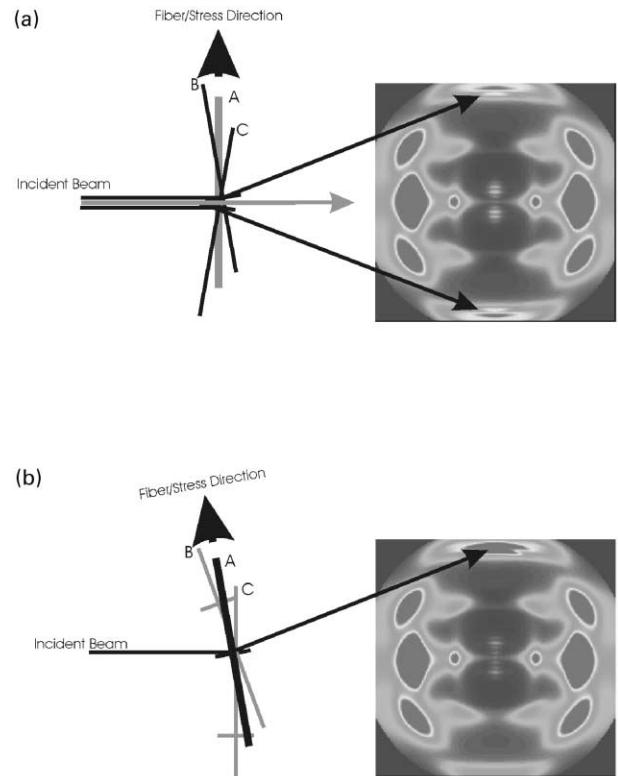 (a)
Fiber/Stress Direction
B
A
C
Incident Beam
(b)
Fiber/Stress Direction
B
A
C
Incident Beam